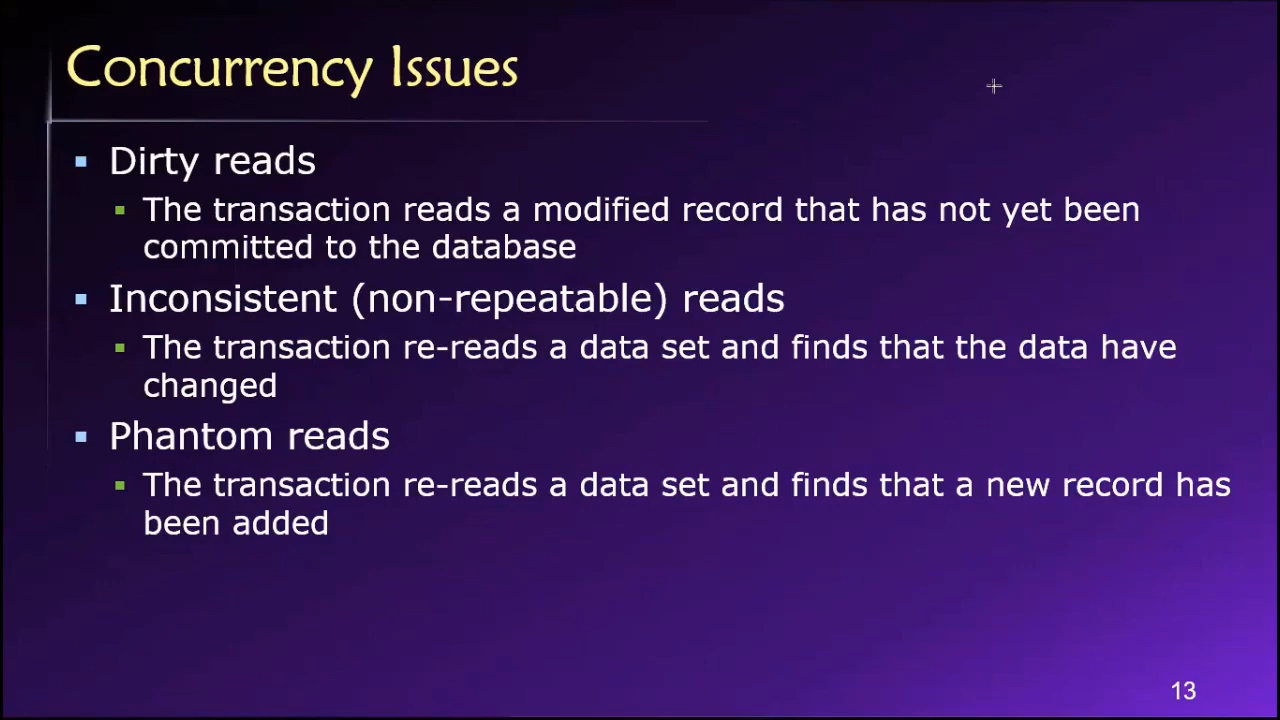 Concurrency Issues
Dirty reads
The transaction reads a modified record that has not yet been
committed to the database
Inconsistent (non-repeatable) reads
The transaction re-reads a data set and finds that the data have
changed
Phantom reads
The transaction re-reads a data set and finds that a new record has
been added
13